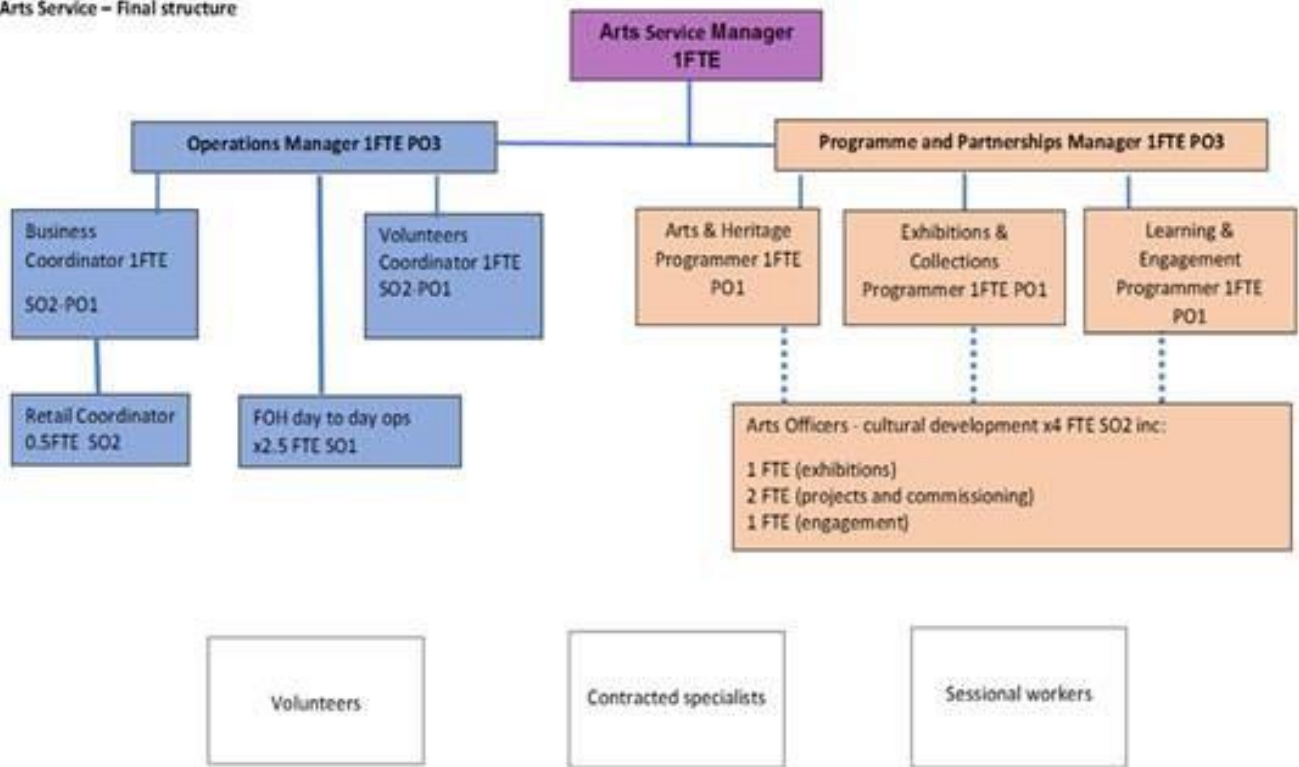 Arts Service – Final structure
Arts Service Manager
1FTE
Operations Manager 1FTE PO3
Programme and Partnerships Manager 1FTE PO3
Business
Coordinator 1FTE
SO2-PO1
Volunteers
Coordinator 1FTE
SO2-PO1
Arts & Heritage
Programmer 1FTE
PO1
Exhibitions &
Collections
Programmer 1FTE PO1
Learning &
Engagement
Programmer 1FTE
PO1
Retail Coordinator
0.5FTE SO2
FOH day to day ops
x2.5 FTE SO1
Arts Officers - cultural development x4 FTE SO2 inc:
1 FTE (exhibitions)
2 FTE (projects and commissioning)
1 FTE (engagement)
Volunteers
Contracted specialists
Sessional workers